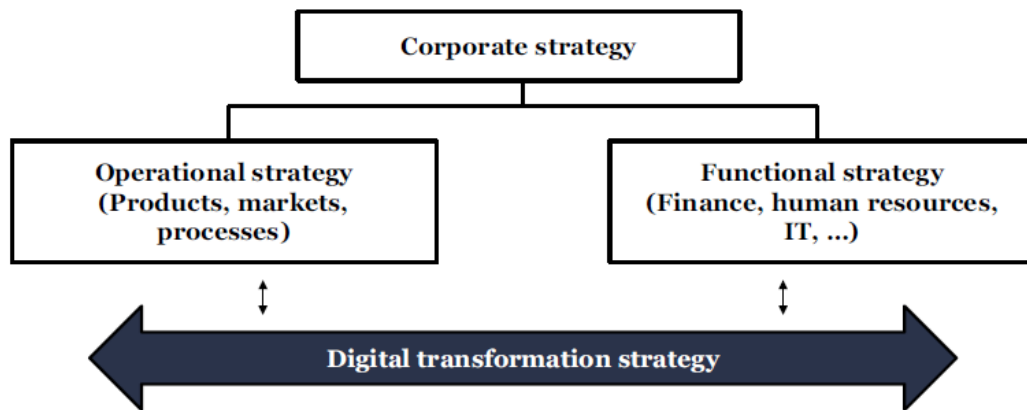 Corporate strategy
Operational strategy
(Products, markets,
processes)
Functional strategy
(Finance, human resources,
IT, ...)
Digital transformation strategy